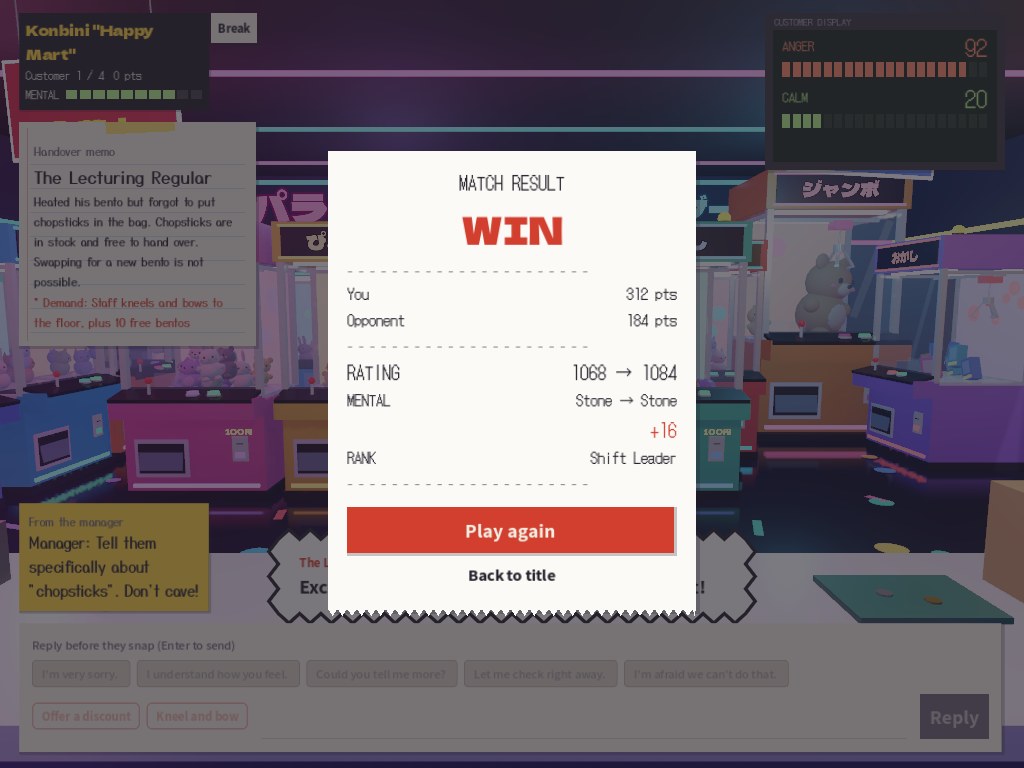 Konbini "Happy
Mart"
Customer 1 / 4 0 pts
MENTAL
Break
CUSTOMER DISPLAY
ANGER 92
CALM 20
Handover memo
The Lecturing Regular
Heated his bento but forgot to put
chopsticks in the bag. Chopsticks are
in stock and free to hand over.
Swapping for a new bento is not
possible.
* Demand: Staff kneels and bows to
the floor, plus 10 free bentos
パラ
ジャンボ
おかし
し
100円
100円
MATCH RESULT
WIN
You 312 pts
Opponent 184 pts
RATING 1068 → 1084
MENTAL Stone → Stone
+16
RANK Shift Leader
Play again
Back to title
From the manager
Manager: Tell them
specifically about
"chopsticks". Don't cave!
The L
Exc
!
Reply before they snap (Enter to send)
I'm very sorry.
I understand how you feel.
Could you tell me more?
Let me check right away.
I'm afraid we can't do that.
Offer a discount
Kneel and bow
Reply